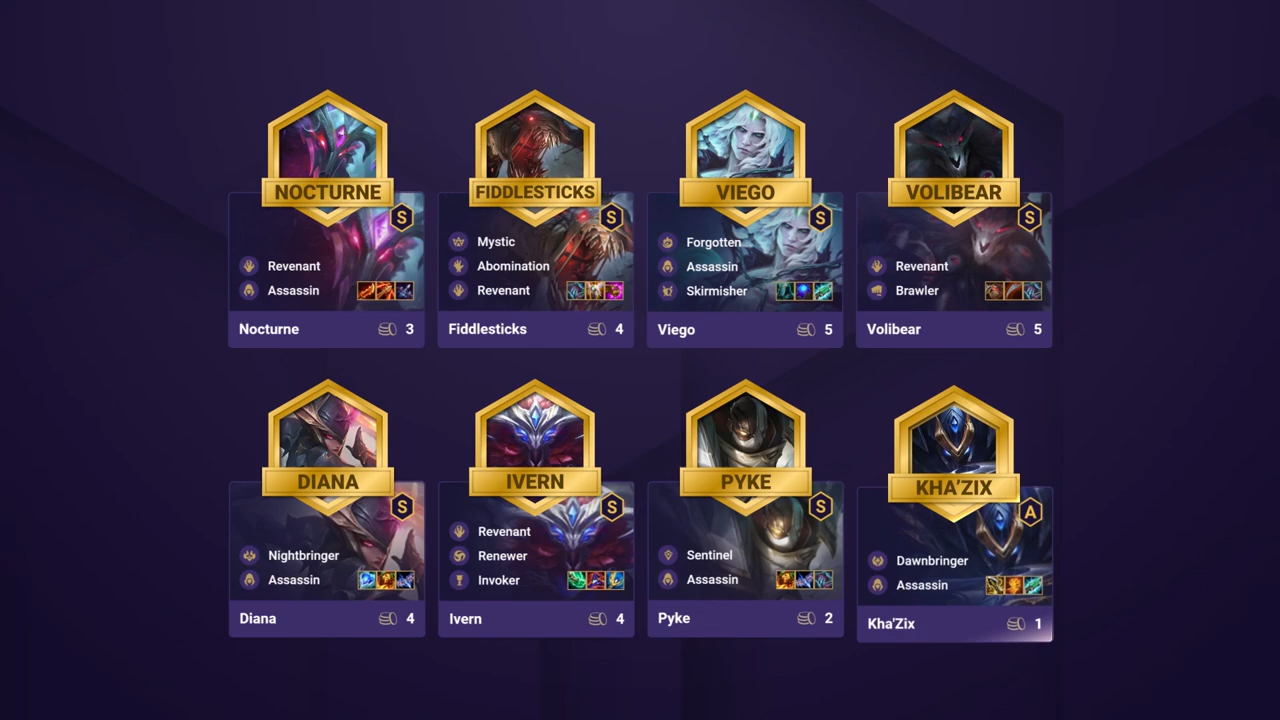 NOCTURNE
S
Revenant
Assassin
Nocturne 3
FIDDLESTICKS
S
Mystic
Abomination
Revenant
Fiddlesticks 4
VIEGO
S
Forgotten
Assassin
Skirmisher
Viego 5
VOLIBEAR
S
Revenant
Brawler
Volibear 5
DIANA
S
Nightbringer
Assassin
Diana 4
IVERN
S
Revenant
Renewer
Invoker
Ivern 4
PYKE
S
Sentinel
Assassin
Pyke 2
KHA'ZIX
A
Dawnbringer
Assassin
Kha'Zix 1